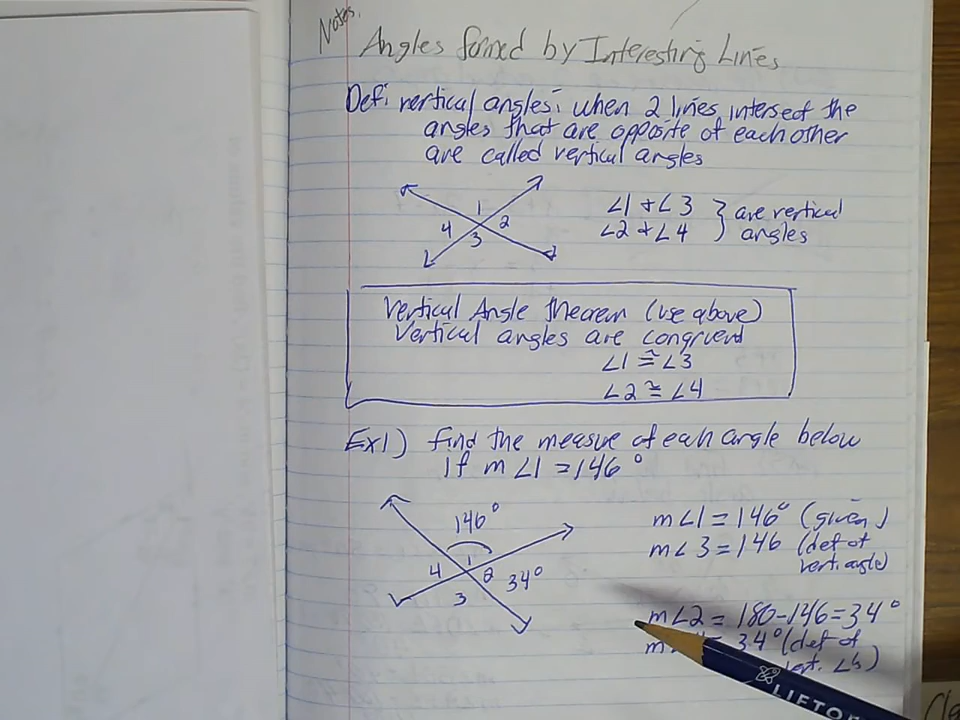 Notes
Angles formed by Interesting Lines
Def: vertical angles: when 2 lines intersect the
angles that are opposite of each other
are called vertical angles
1 2 3 4
∠1 + ∠3 } are vertical
∠2 + ∠4 } angles
Vertical Angle Theorem (use above)
Vertical angles are congruent
∠1 ≅ ∠3
∠2 ≅ ∠4
Ex1) Find the measure of each angle below
If m∠1 = 146°
146°
1 2 3 4
34°
m∠1 = 146° (given)
m∠3 = 146 (def of
vert. angle)
m∠2 = 180-146 = 34°
34° (def of
vert. ∠s)
LIFTO